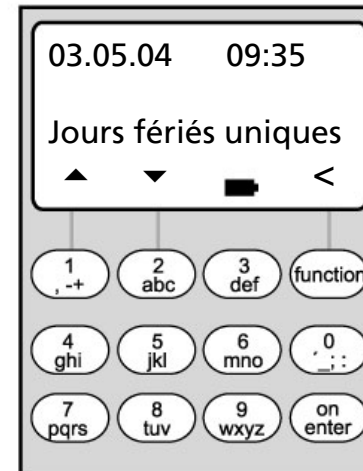 03.05.04 09:35
Jours fériés uniques
<
1 2 3 function
, -+ abc def
4 5 6 0
ghi jkl mno ´_;:
7 8 9 on
pqrs tuv wxyz enter